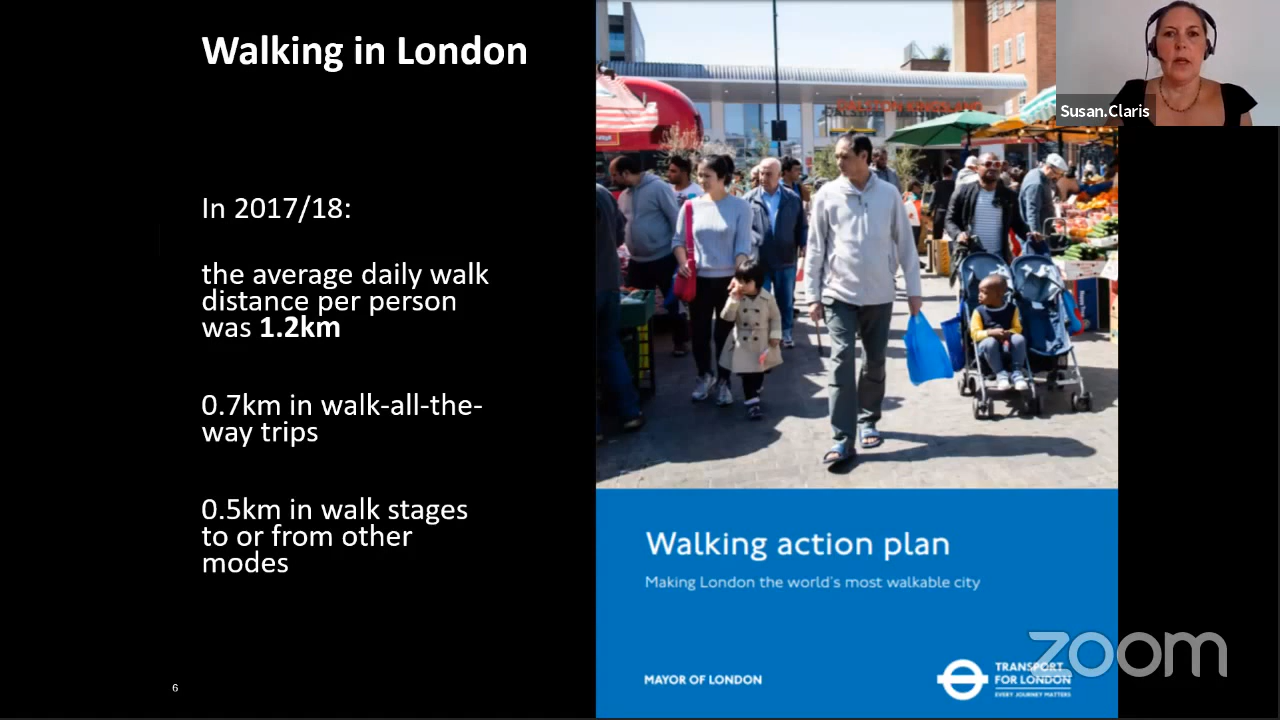 Walking in London
In 2017/18:
the average daily walk
distance per person
was 1.2km
0.7km in walk-all-the-
way trips
0.5km in walk stages
to or from other
modes
6
DALSTON KINGSLAND
Walking action plan
Making London the world's most walkable city
MAYOR OF LONDON
TRANSPORT
FOR LONDON
EVERY JOURNEY MATTERS
Susan.Claris
zoom